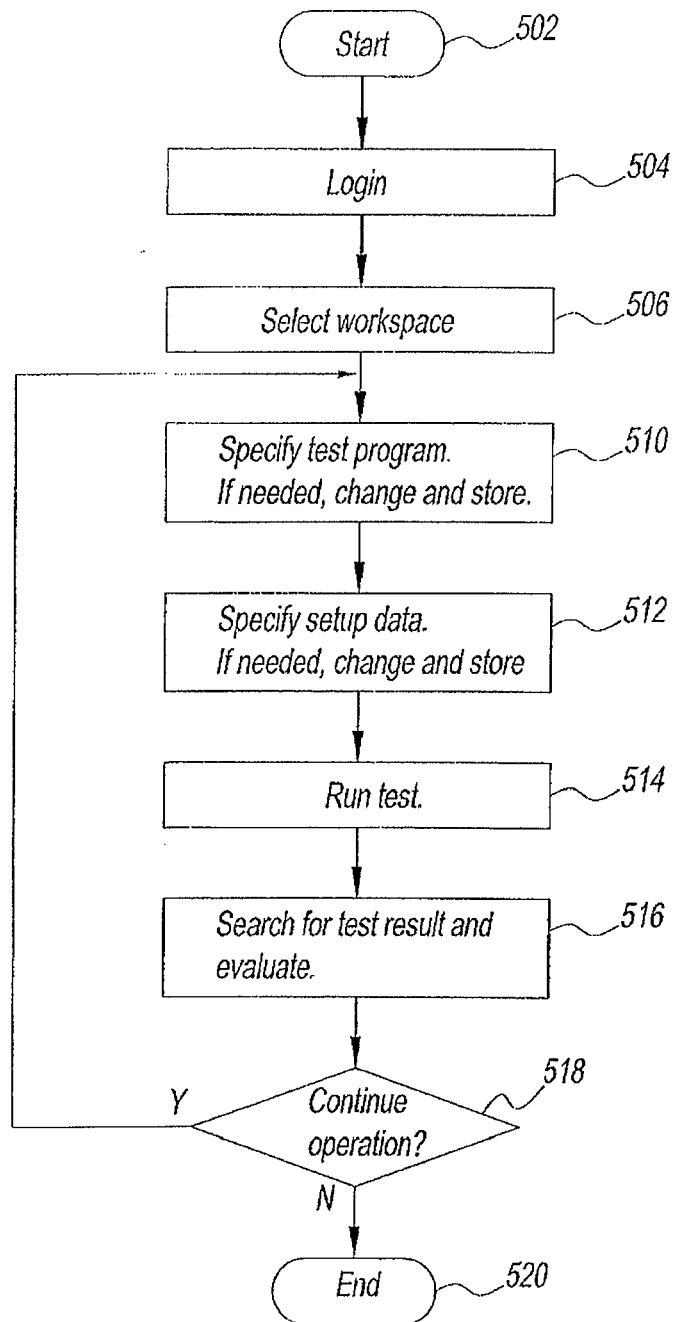 Start 502
Login 504
Select workspace 506
Specify test program. 510
If needed, change and store.
Specify setup data. 512
If needed, change and store
Run test. 514
Search for test result and 516
evaluate.
Continue 518
Y operation?
N
End 520